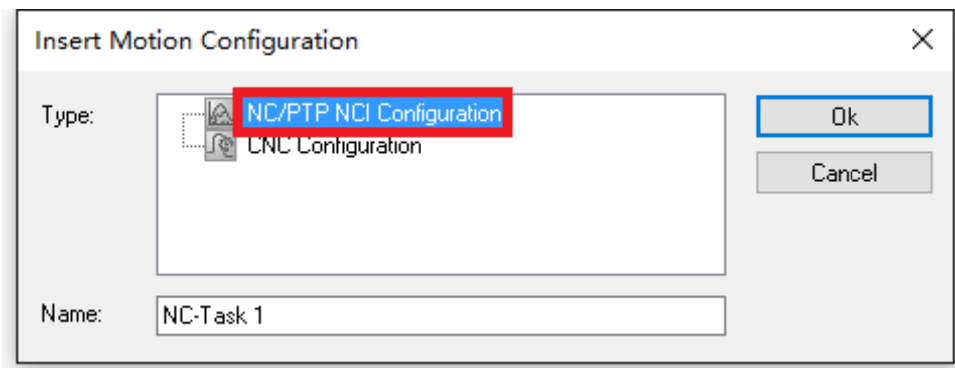 Insert Motion Configuration
Type:
NC/PTP NCI Configuration
CNC Configuration
Ok
Cancel
Name:
NC-Task 1